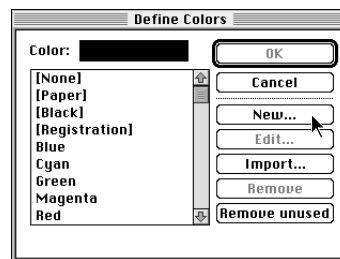 Define Colors
Color:
OK
[None]
Cancel
[Paper]
[Black]
New...
[Registration]
Edit...
Blue
Cyan
Import...
Green
Remove
Magenta
Red
Remove unused